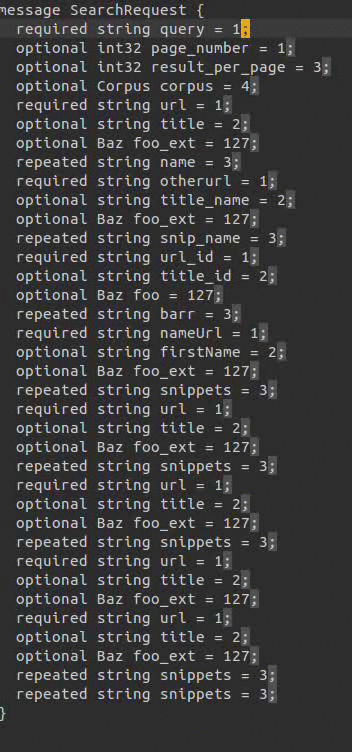 message SearchRequest {
  required string query = 1;
  optional int32 page_number = 1;
  optional int32 result_per_page = 3;
  optional Corpus corpus = 4;
  required string url = 1;
  optional string title = 2;
  optional Baz foo_ext = 127;
  repeated string name = 3;
  required string otherurl = 1;
  optional string title_name = 2;
  optional Baz foo_ext = 127;
  repeated string snip_name = 3;
  required string url_id = 1;
  optional string title_id = 2;
  optional Baz foo = 127;
  repeated string barr = 3;
  required string nameUrl = 1;
  optional string firstName = 2;
  optional Baz foo_ext = 127;
  repeated string snippets = 3;
  required string url = 1;
  optional string title = 2;
  optional Baz foo_ext = 127;
  repeated string snippets = 3;
  required string url = 1;
  optional string title = 2;
  optional Baz foo_ext = 127;
  repeated string snippets = 3;
  required string url = 1;
  optional string title = 2;
  optional Baz foo_ext = 127;
  required string url = 1;
  optional string title = 2;
  optional Baz foo_ext = 127;
  repeated string snippets = 3;
  repeated string snippets = 3;
}